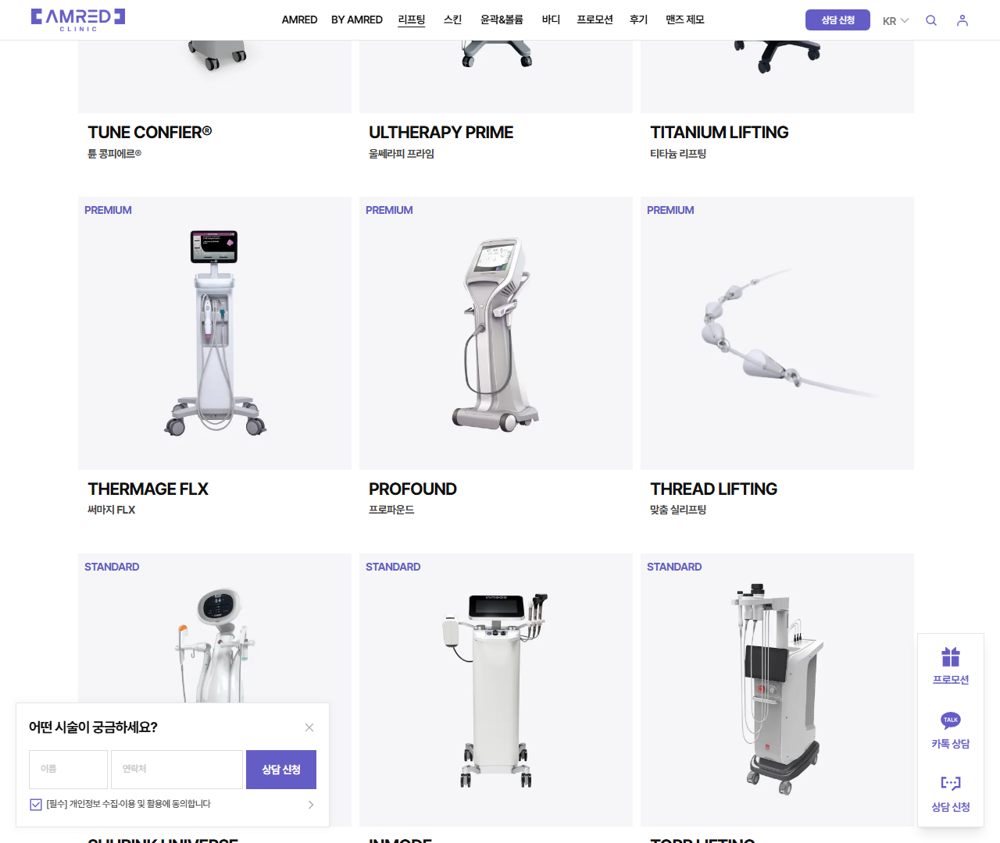 AMRED
CLINIC
AMRED BY AMRED 리프팅 스킨 윤곽&볼륨 바디 프로모션 후기 맨즈 제모
상담 신청
KR
TUNE CONFIER®
튠 콩피에르®
ULTHERAPY PRIME
울쎄라피 프라임
TITANIUM LIFTING
티타늄 리프팅
PREMIUM
THERMAGE FLX
써마지 FLX
PREMIUM
PROFOUND
프로파운드
PREMIUM
THREAD LIFTING
맞춤 실리프팅
STANDARD
SHURINK UNIVERSE
STANDARD
INMODE
INMODE
STANDARD
TORR LIFTING
어떤 시술이 궁금하세요?
이름
연락처
상담 신청
[필수] 개인정보 수집·이용 및 활용에 동의합니다
프로모션
TALK
카톡 상담
상담 신청